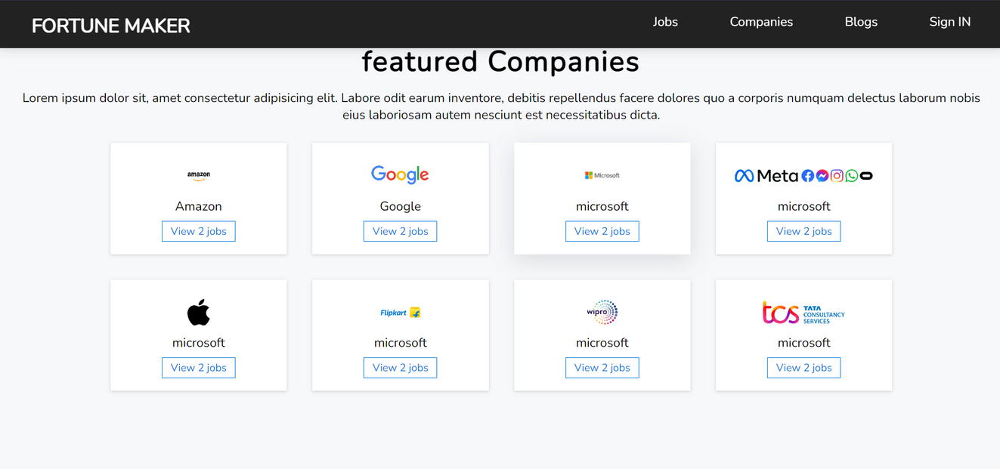 FORTUNE MAKER Jobs Companies Blogs Sign IN
featured Companies
Lorem ipsum dolor sit, amet consectetur adipisicing elit. Labore odit earum inventore, debitis repellendus facere dolores quo a corporis numquam delectus laborum nobis
eius laboriosam autem nesciunt est necessitatibus dicta.
amazon Google Microsoft Meta
Amazon Google microsoft microsoft
View 2 jobs View 2 jobs View 2 jobs View 2 jobs
Flipkart wipro tcs TATA
CONSULTANCY
SERVICES
microsoft microsoft microsoft microsoft
View 2 jobs View 2 jobs View 2 jobs View 2 jobs